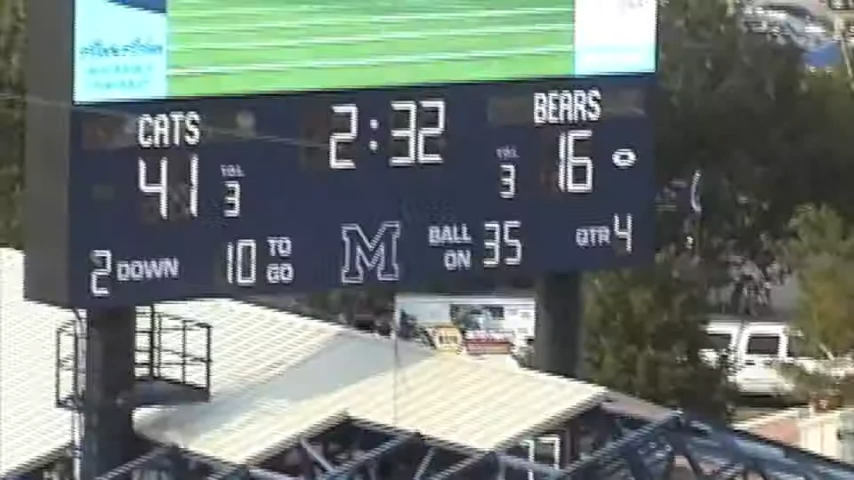 CATS 2:32 BEARS
41 TOL 3 TOL 3 16
2 DOWN 10 TO GO M BALL ON 35 QTR 4